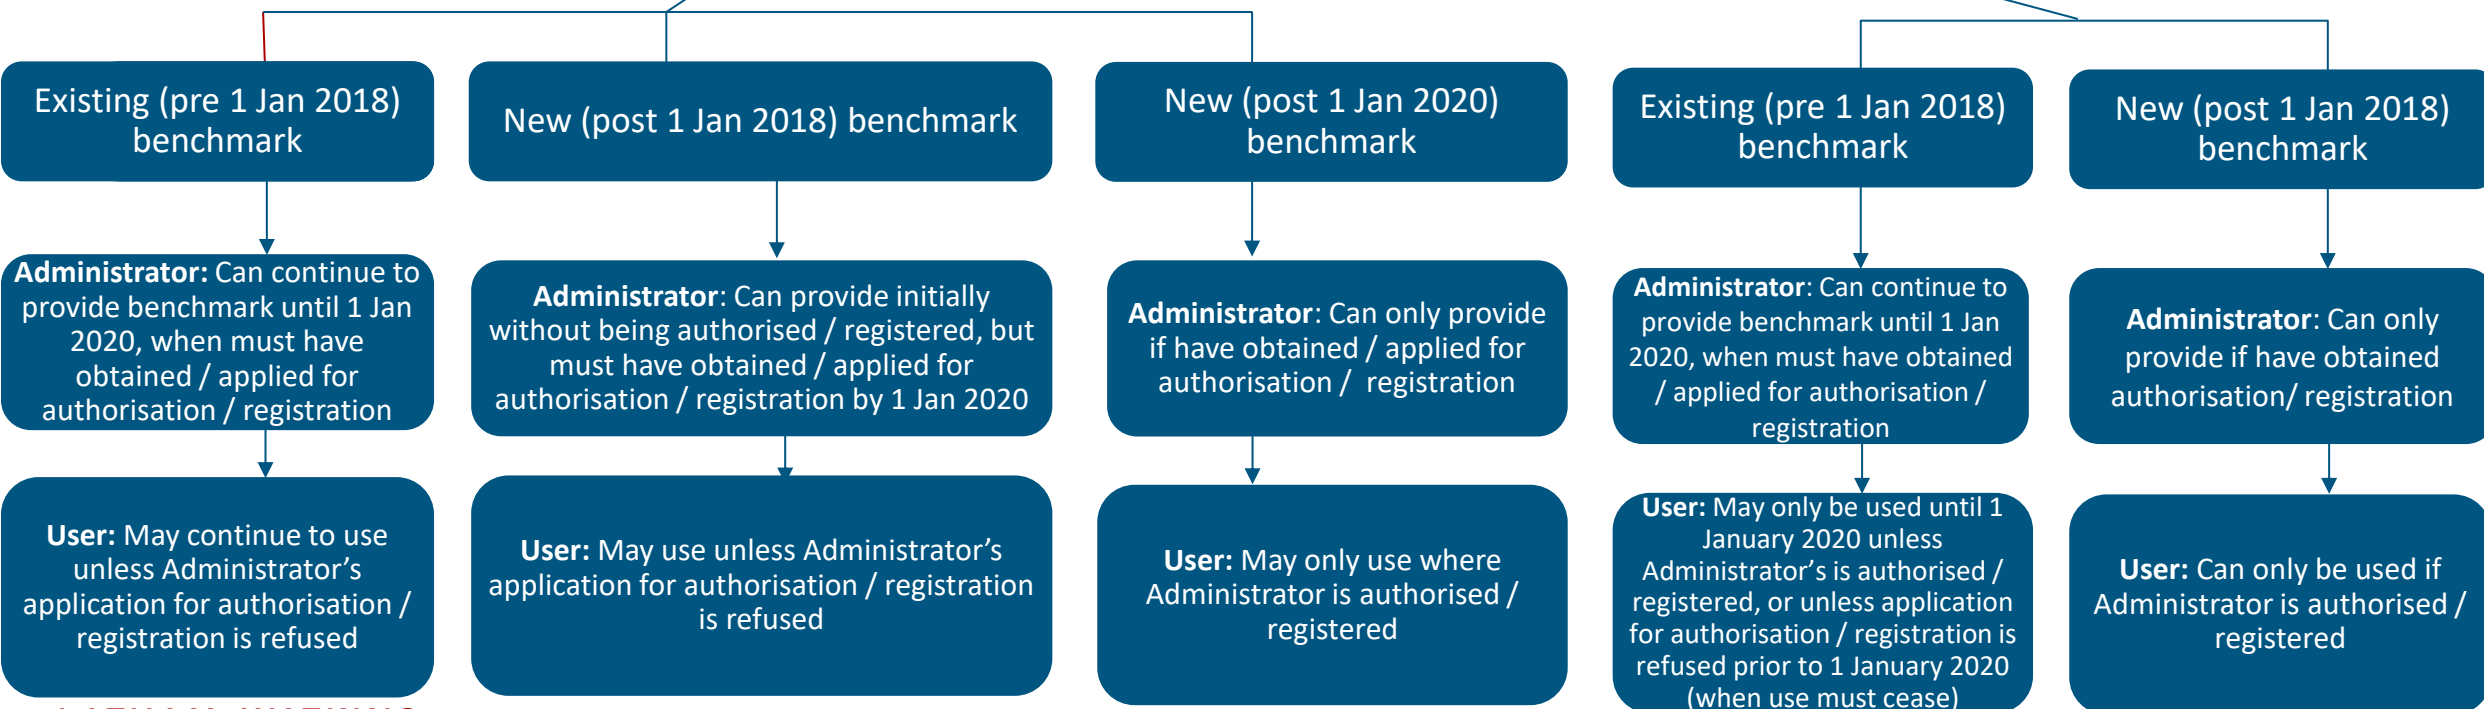 Existing (pre 1 Jan 2018)
benchmark
New (post 1 Jan 2018) benchmark
New (post 1 Jan 2020)
benchmark
Existing (pre 1 Jan 2018)
benchmark
New (post 1 Jan 2018)
benchmark
Administrator: Can continue to
provide benchmark until 1 Jan
2020, when must have
obtained / applied for
authorisation / registration
Administrator: Can provide initially
without being authorised / registered, but
must have obtained / applied for
authorisation / registration by 1 Jan 2020
Administrator: Can only provide
if have obtained / applied for
authorisation / registration
Administrator: Can continue to
provide benchmark until 1 Jan
2020, when must have obtained
/ applied for authorisation /
registration
Administrator: Can only
provide if have obtained
authorisation/ registration
User: May continue to use
unless Administrator's
application for authorisation /
registration is refused
User: May use unless Administrator's
application for authorisation / registration
is refused
User: May only use where
Administrator is authorised /
registered
User: May only be used until 1
January 2020 unless
Administrator's is authorised /
registered, or unless application
for authorisation / registration is
refused prior to 1 January 2020
(when use must cease)
User: Can only be used if
Administrator is authorised /
registered